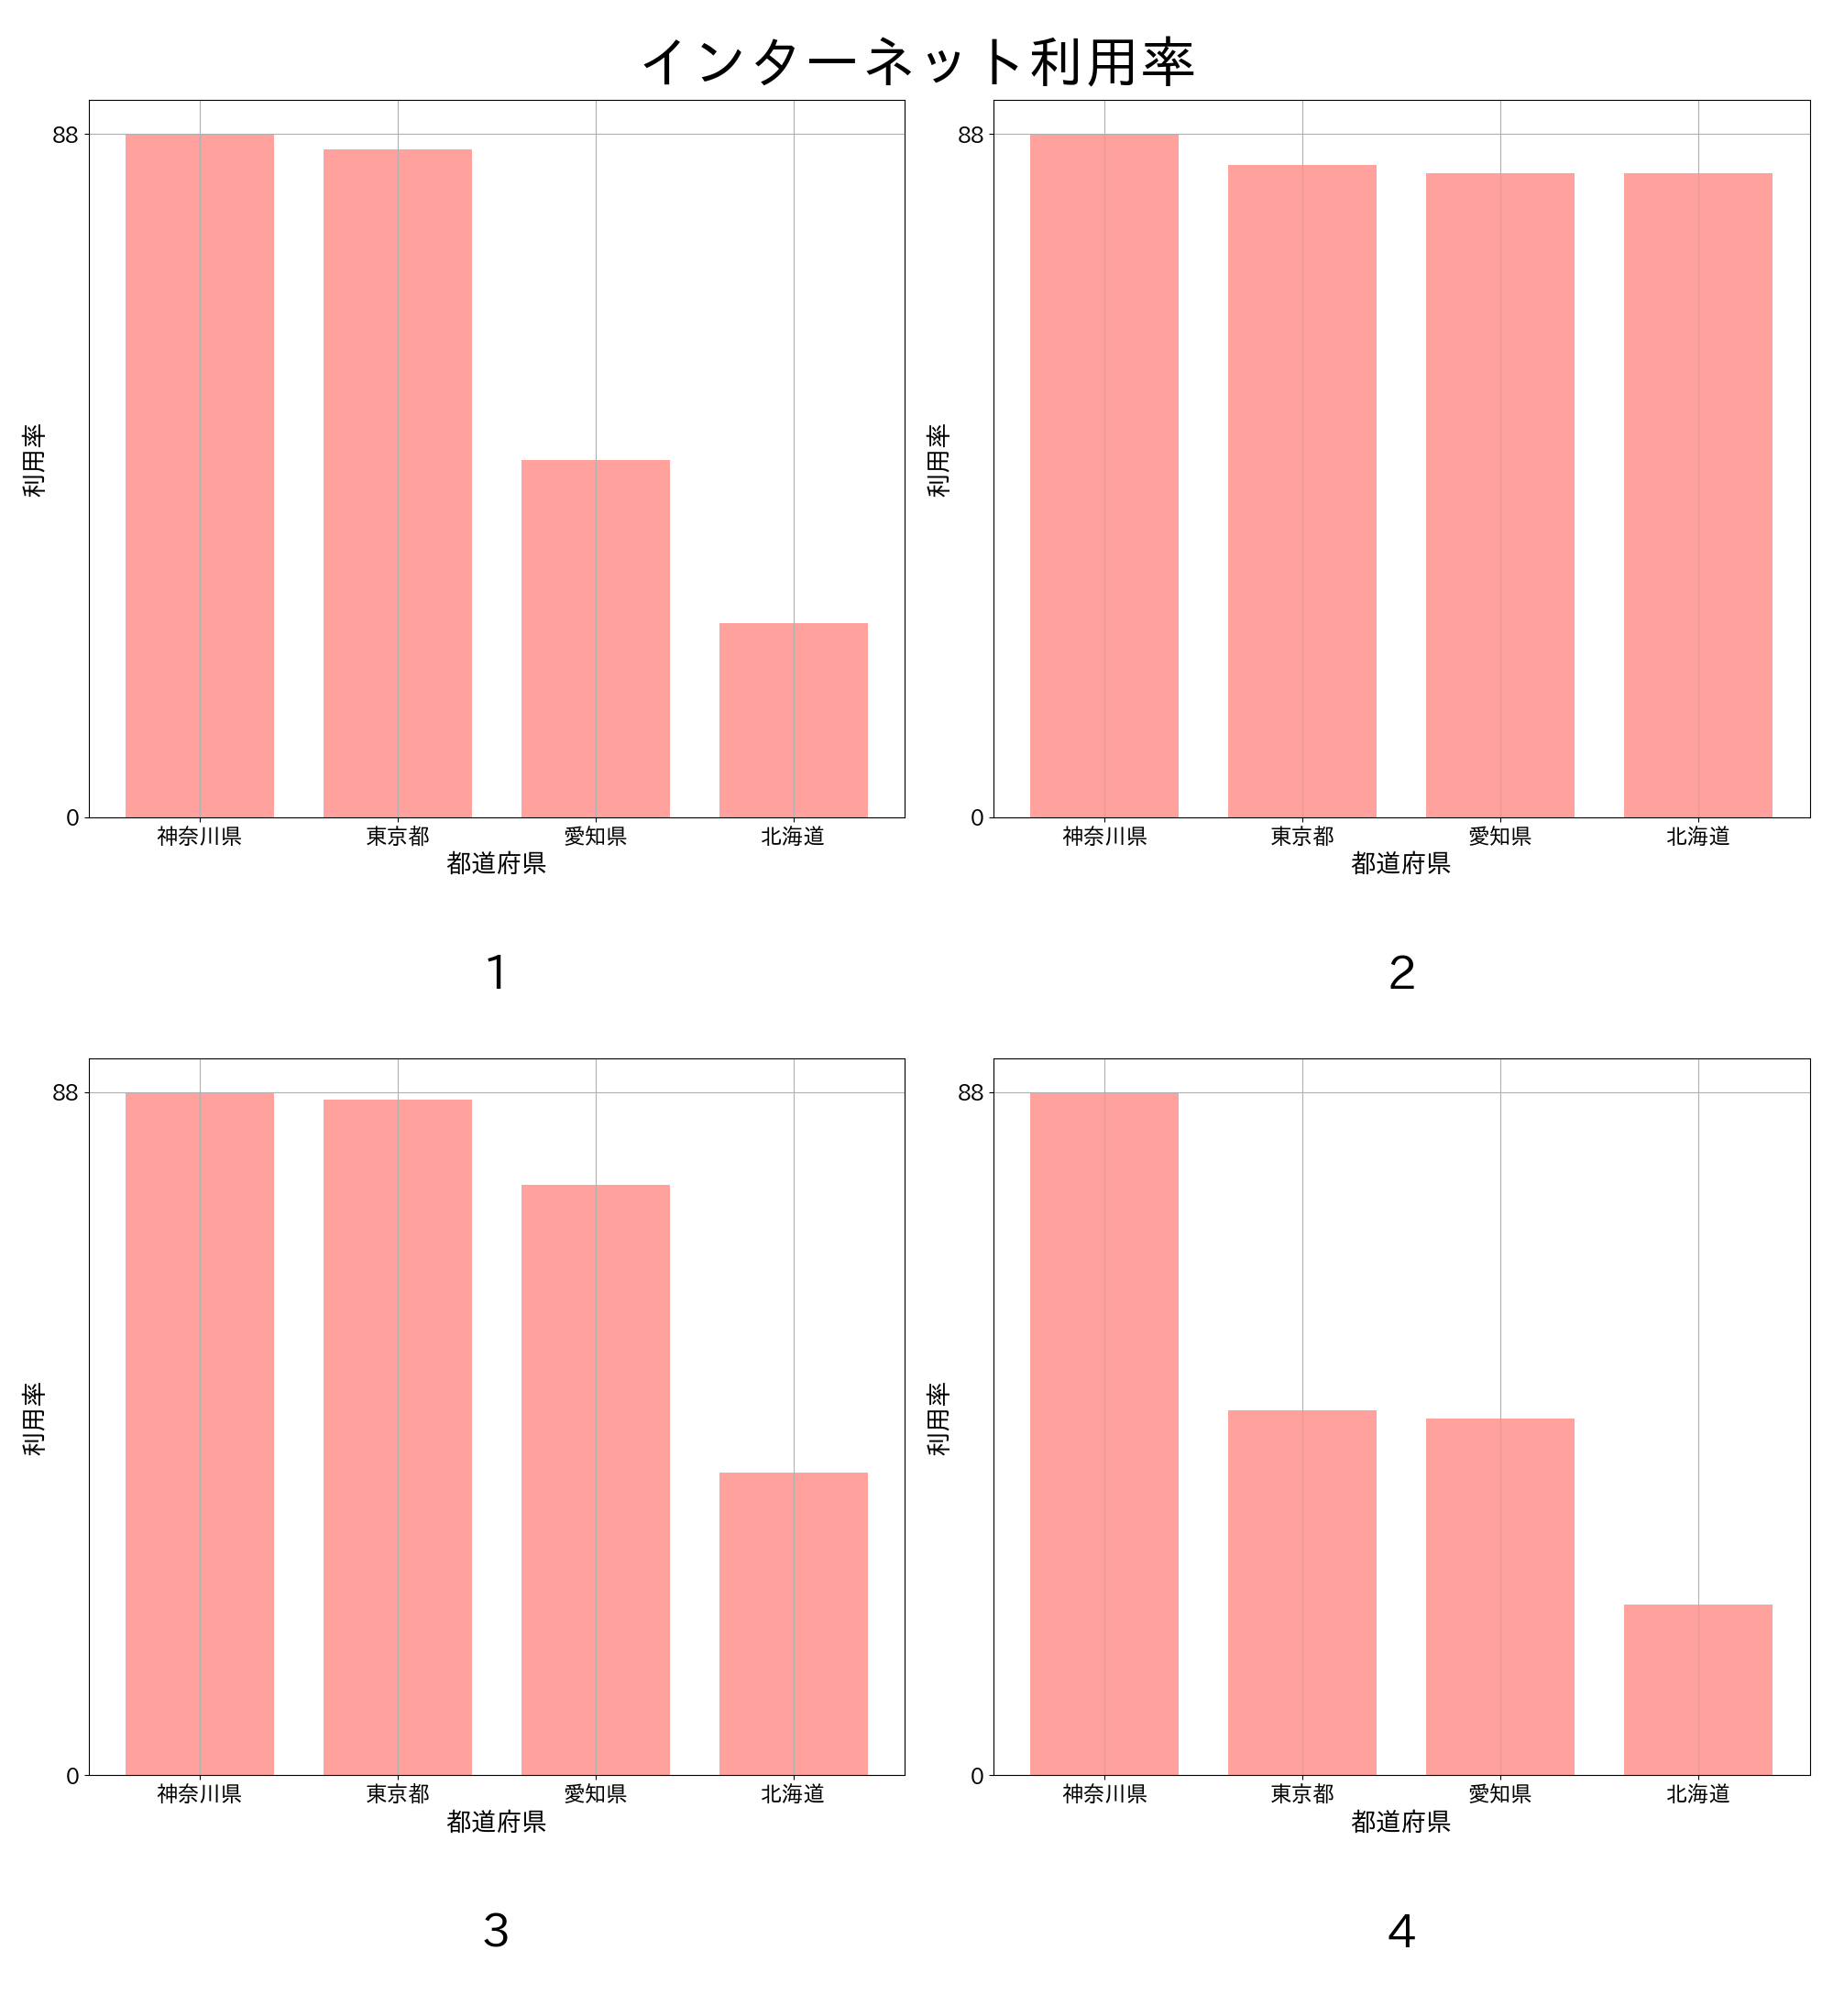 インターネット利用率
88
0
利用率
神奈川県 東京都 愛知県 北海道
都道府県
1
88
0
利用率
神奈川県 東京都 愛知県 北海道
都道府県
2
88
0
利用率
神奈川県 東京都 愛知県 北海道
都道府県
3
88
0
利用率
神奈川県 東京都 愛知県 北海道
都道府県
4